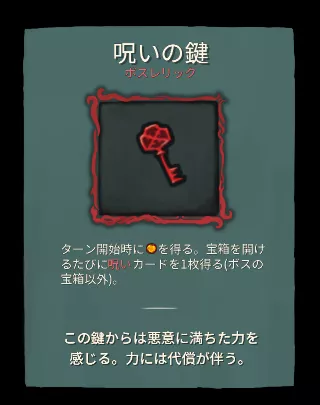 呪いの鍵
ボスレリック
ターン開始時に を得る。宝箱を開け
るたびに呪いカードを1枚得る(ボスの
宝箱以外)。
この鍵からは悪意に満ちた力を
感じる。力には代償が伴う。